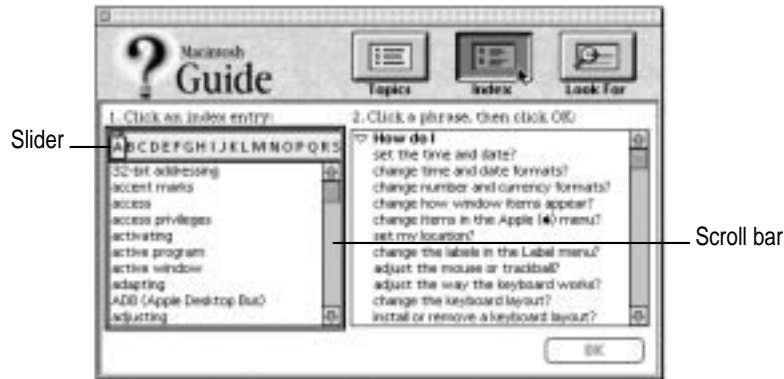 Macintosh
Guide
Topics
Index
Look For
1. Click an index entry:
2. Click a phrase, then click OK:
Slider
A B C D E F G H I J K L M N O P Q R S
32-bit addressing
accent marks
access
access privileges
activating
active program
active window
adapting
ADB (Apple Desktop Bus)
adjusting
How do I
set the time and date?
change time and date formats?
change number and currency formats?
change how window items appear?
change items in the Apple () menu?
set my location?
change the labels in the Label menu?
adjust the mouse or trackball?
adjust the way the keyboard works?
change the keyboard layout?
install or remove a keyboard layout?
Scroll bar
OK